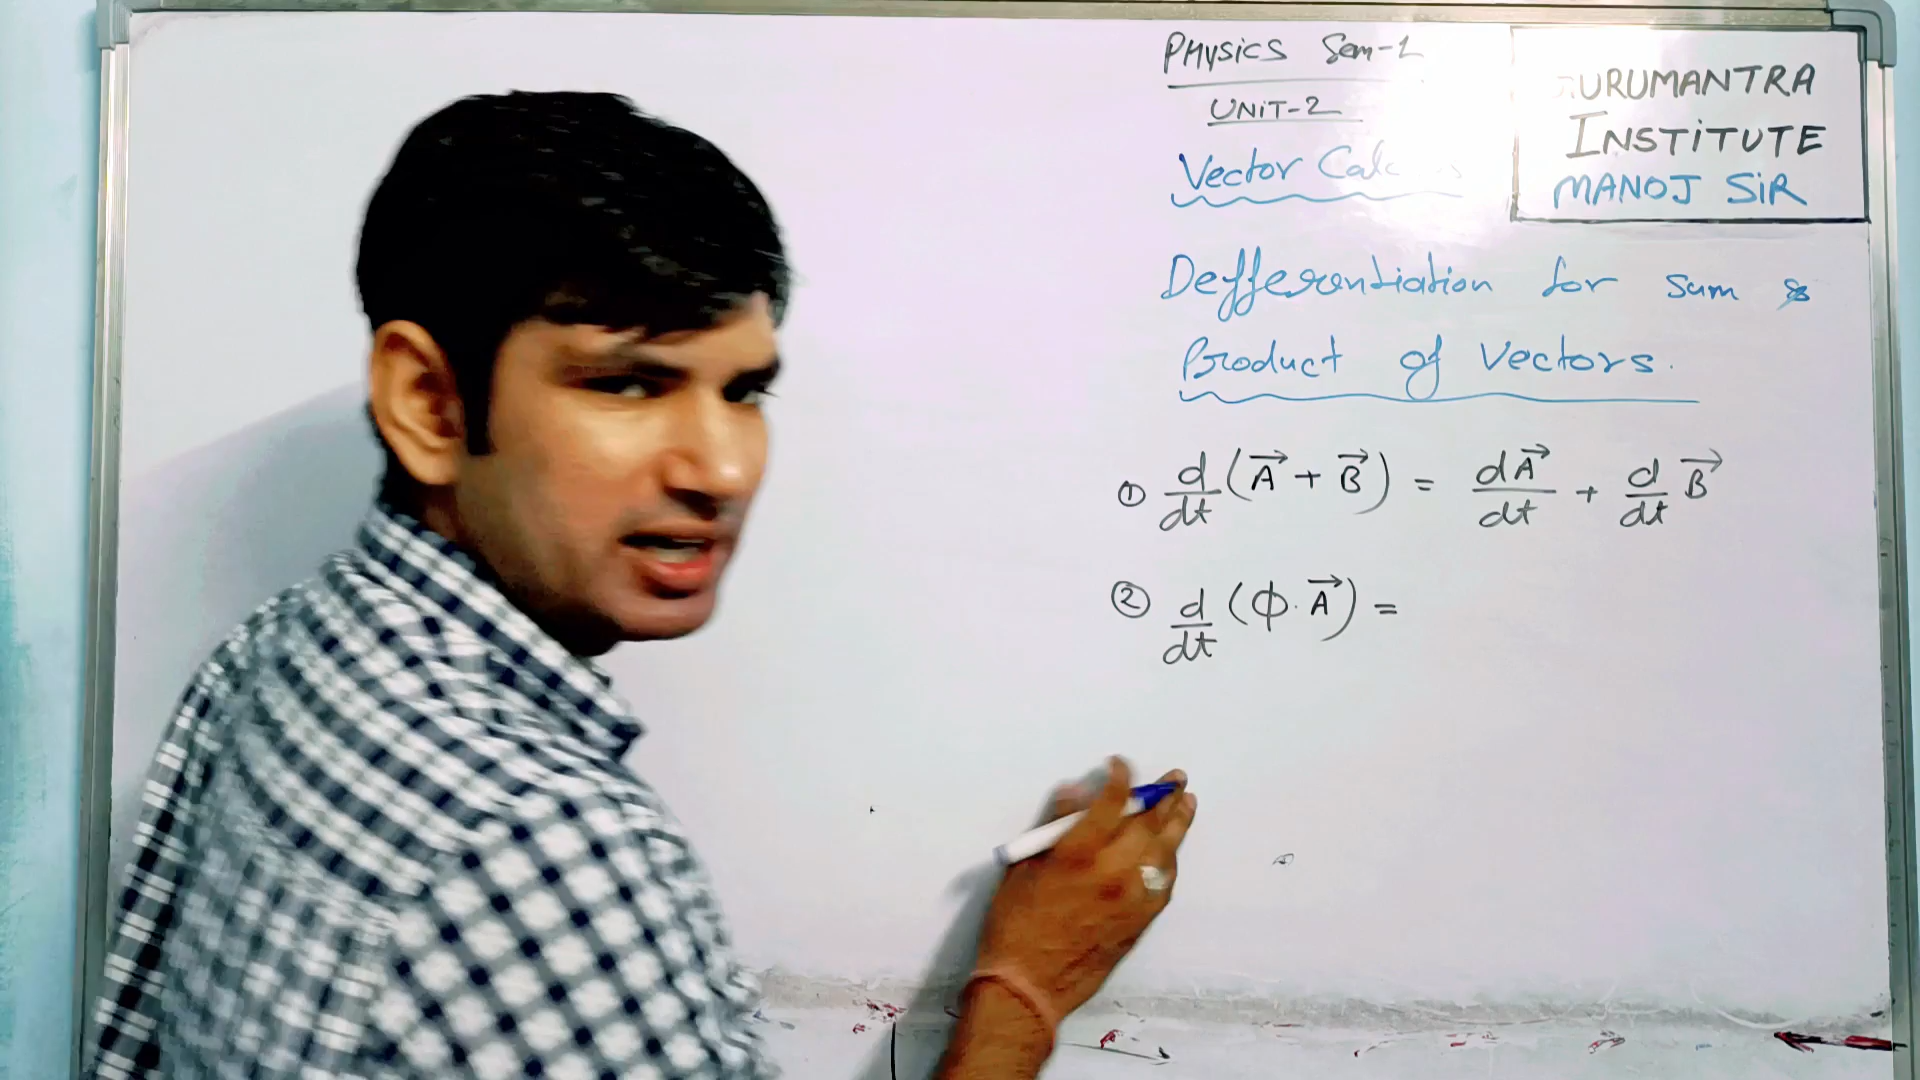 PHYSICS Sem-1
UNIT-2
Vector
GURUMANTRA
INSTITUTE
MANOJ SIR
Defferentiation for sum &
Product of Vectors.
① d/dt (A⃗ + B⃗) = dA⃗/dt + d/dt B⃗
② d/dt (ϕ. A⃗) =